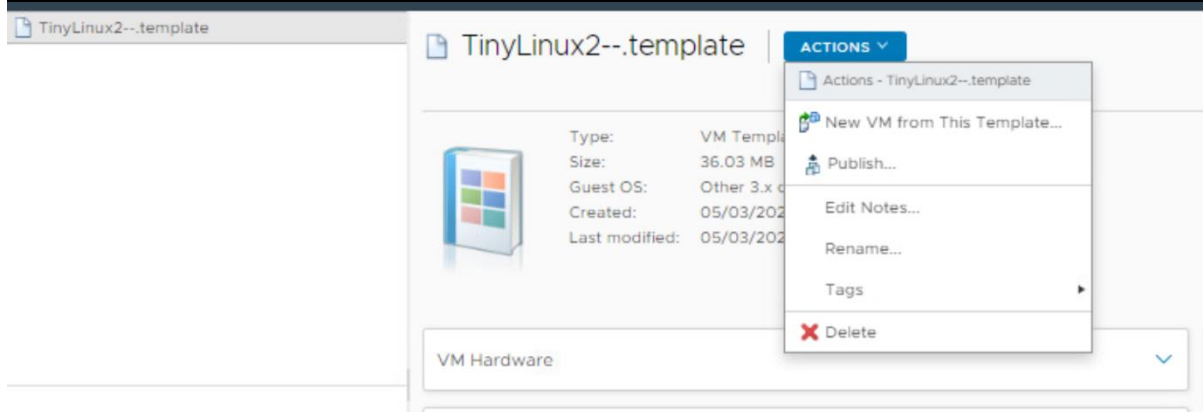 TinyLinux2--.template
TinyLinux2--.template
ACTIONS
Actions - TinyLinux2--.template
New VM from This Template...
Publish...
Edit Notes...
Rename...
Tags
Delete
Type: VM Templa
Size: 36.03 MB
Guest OS: Other 3.x
Created: 05/03/202
Last modified: 05/03/202
VM Hardware